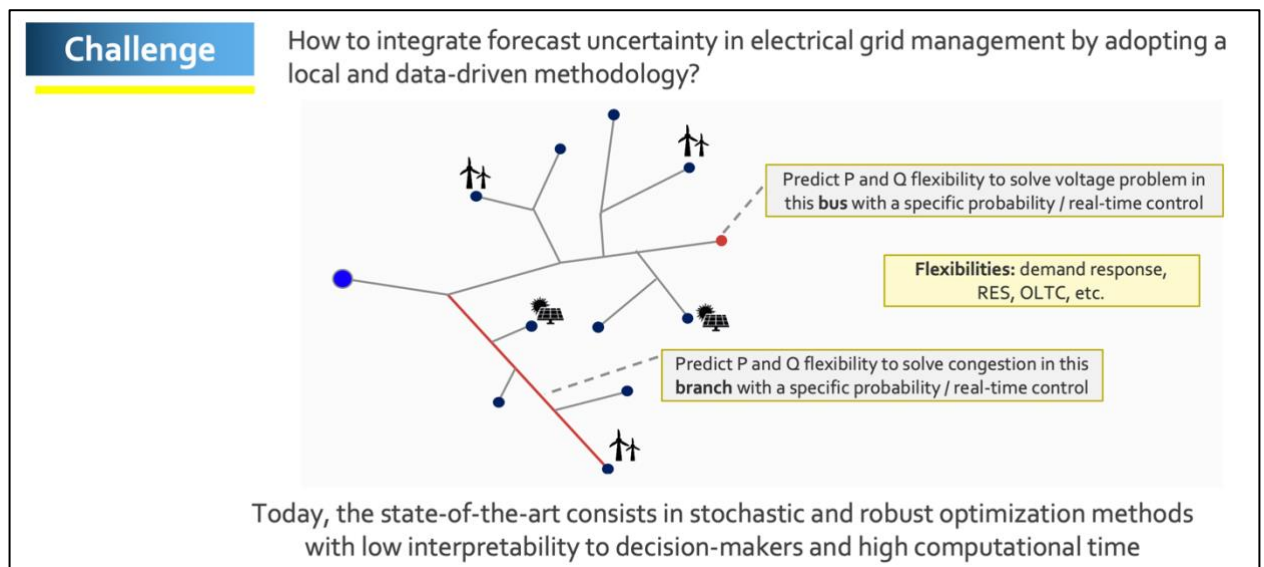 Challenge
How to integrate forecast uncertainty in electrical grid management by adopting a
local and data-driven methodology?
Predict P and Q flexibility to solve voltage problem in
this bus with a specific probability / real-time control
Flexibilities: demand response,
RES, OLTC, etc.
Predict P and Q flexibility to solve congestion in this
branch with a specific probability / real-time control
Today, the state-of-the-art consists in stochastic and robust optimization methods
with low interpretability to decision-makers and high computational time